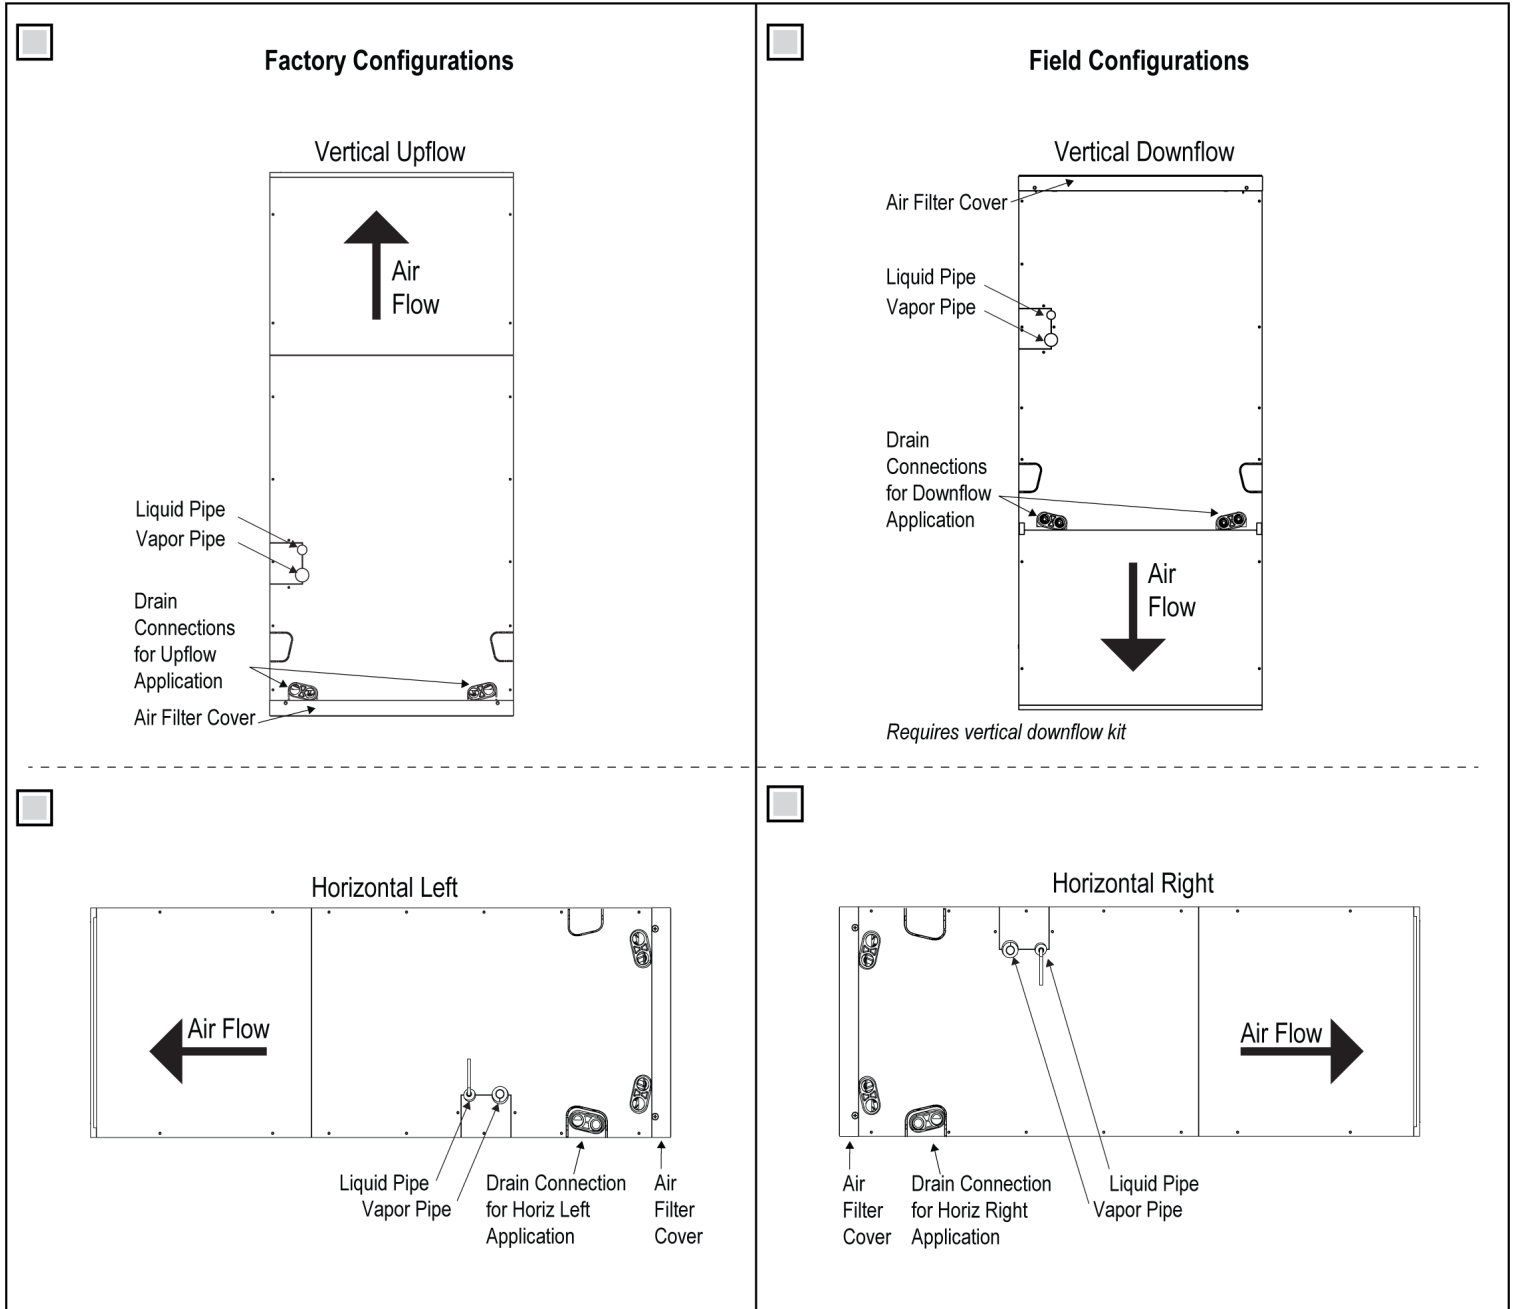 Factory Configurations
Vertical Upflow
Air
Flow
Liquid Pipe
Vapor Pipe
Drain
Connections
for Upflow
Application
Air Filter Cover
Field Configurations
Vertical Downflow
Air Filter Cover
Liquid Pipe
Vapor Pipe
Drain
Connections
for Downflow
Application
Air
Flow
Requires vertical downflow kit
Horizontal Left
Air Flow
Liquid Pipe
Vapor Pipe
Drain Connection
for Horiz Left
Application
Air
Filter
Cover
Horizontal Right
Air Flow
Air
Filter
Cover
Drain Connection
for Horiz Right
Application
Liquid Pipe
Vapor Pipe